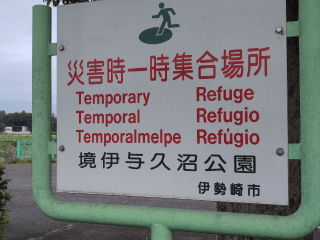 災害時一時集合場所
Temporary Refuge
Temporal Refugio
Temporalmelpe Refúgio
境伊与久沼公園
伊勢崎市